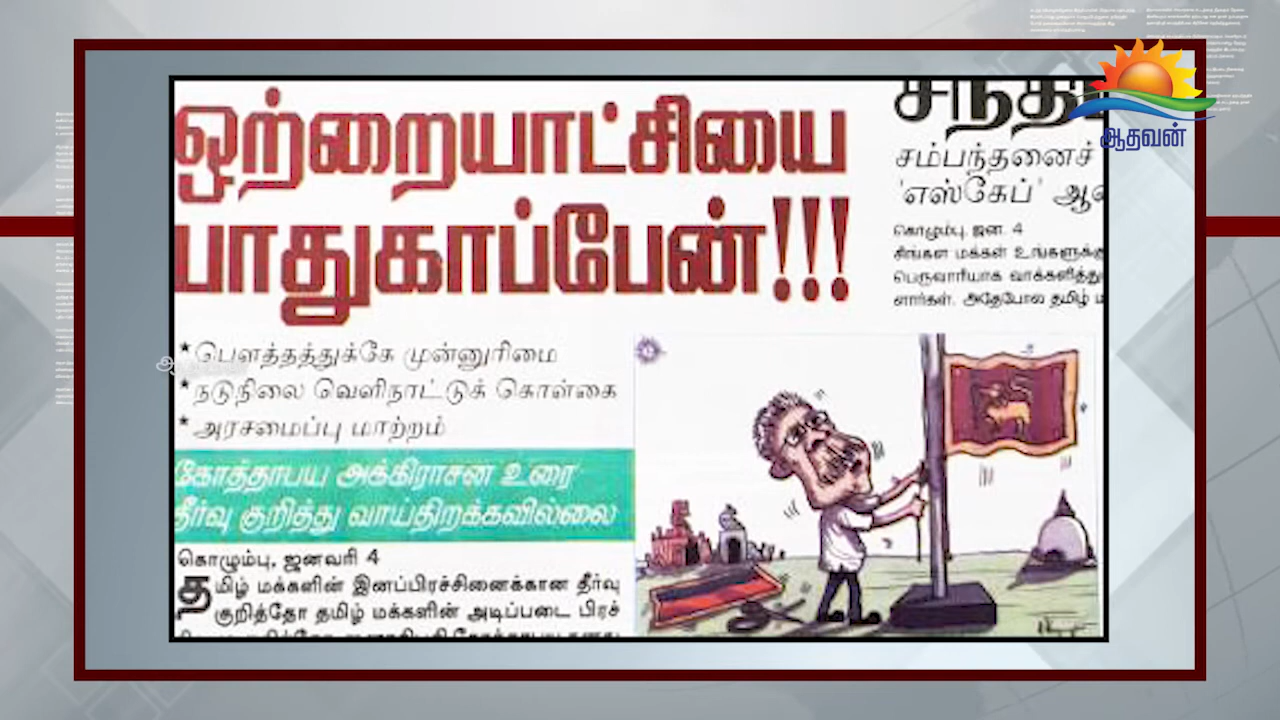 ஆதவன்
ஒற்றையாட்சியை
பாதுகாப்பேன்!!!
*பௌத்தத்துக்கே முன்னுரிமை
*நடுநிலை வெளிநாட்டுக் கொள்கை
*அரசமைப்பு மாற்றம்
கோத்தாபய அக்கிராசன உரை
தீர்வு குறித்து வாய்திறக்கவில்லை
கொழும்பு, ஜனவரி 4
தமிழ் மக்களின் இனப்பிரச்சினைக்கான தீர்வு
குறித்தோ தமிழ் மக்களின் அடிப்படை பிரச்
சம்பந்தனைச்
'எஸ்கேப்'
கொழும்பு, ஜன. 4
சிங்கள மக்கள் உங்களுக்கு
பெருவாரியாக வாக்களித்து
ளார்கள். அதேபோல தமிழ்